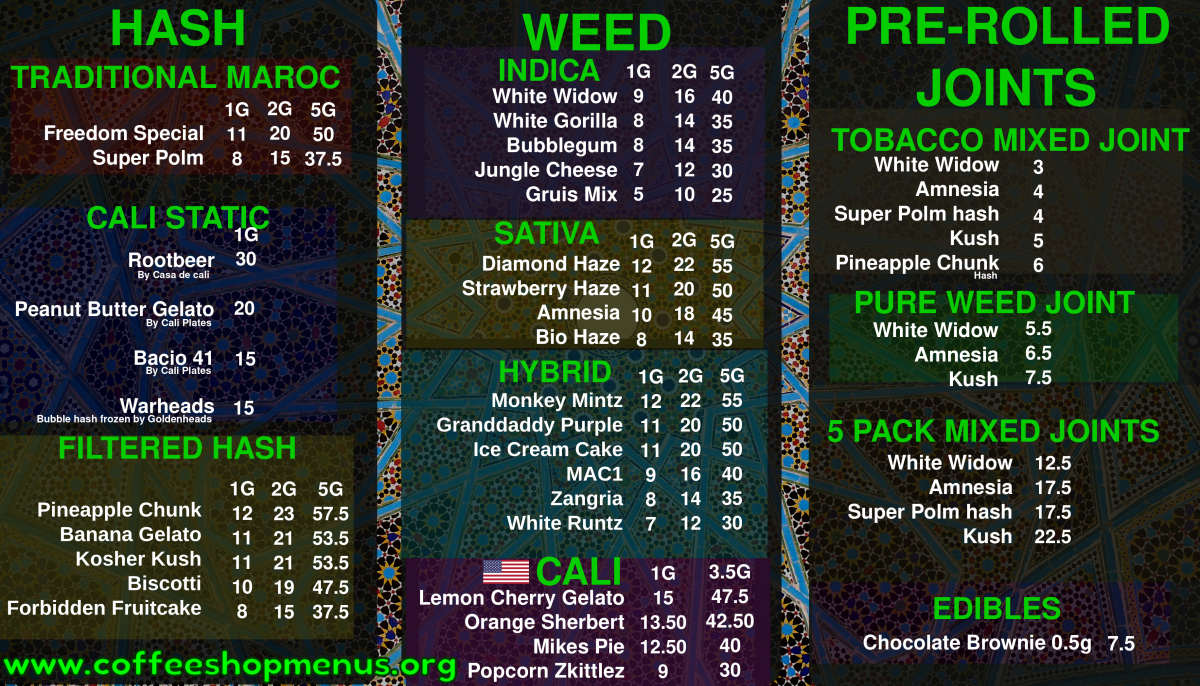 HASH
TRADITIONAL MAROC
1G 2G 5G
Freedom Special 11 20 50
Super Polm 8 15 37.5
CALI STATIC
1G
Rootbeer 30
By Casa de cali
Peanut Butter Gelato 20
By Cali Plates
Bacio 41 15
By Cali Plates
Warheads 15
Bubble hash frozen by Goldenheads
FILTERED HASH
1G 2G 5G
Pineapple Chunk 12 23 57.5
Banana Gelato 11 21 53.5
Kosher Kush 11 21 53.5
Biscotti 10 19 47.5
Forbidden Fruitcake 8 15 37.5
www.coffeeshopmenus.org
WEED
INDICA 1G 2G 5G
White Widow 9 16 40
White Gorilla 8 14 35
Bubblegum 8 14 35
Jungle Cheese 7 12 30
Gruis Mix 5 10 25
SATIVA 1G 2G 5G
Diamond Haze 12 22 55
Strawberry Haze 11 20 50
Amnesia 10 18 45
Bio Haze 8 14 35
HYBRID 1G 2G 5G
Monkey Mintz 12 22 55
Granddaddy Purple 11 20 50
Ice Cream Cake 11 20 50
MAC1 9 16 40
Zangria 8 14 35
White Runtz 7 12 30
CALI 1G 3.5G
Lemon Cherry Gelato 15 47.5
Orange Sherbert 13.50 42.50
Mikes Pie 12.50 40
Popcorn Zkittlez 9 30
PRE-ROLLED
JOINTS
TOBACCO MIXED JOINT
White Widow 3
Amnesia 4
Super Polm hash 4
Kush 5
Pineapple Chunk 6
Hash
PURE WEED JOINT
White Widow 5.5
Amnesia 6.5
Kush 7.5
5 PACK MIXED JOINTS
White Widow 12.5
Amnesia 17.5
Super Polm hash 17.5
Kush 22.5
EDIBLES
Chocolate Brownie 0.5g 7.5